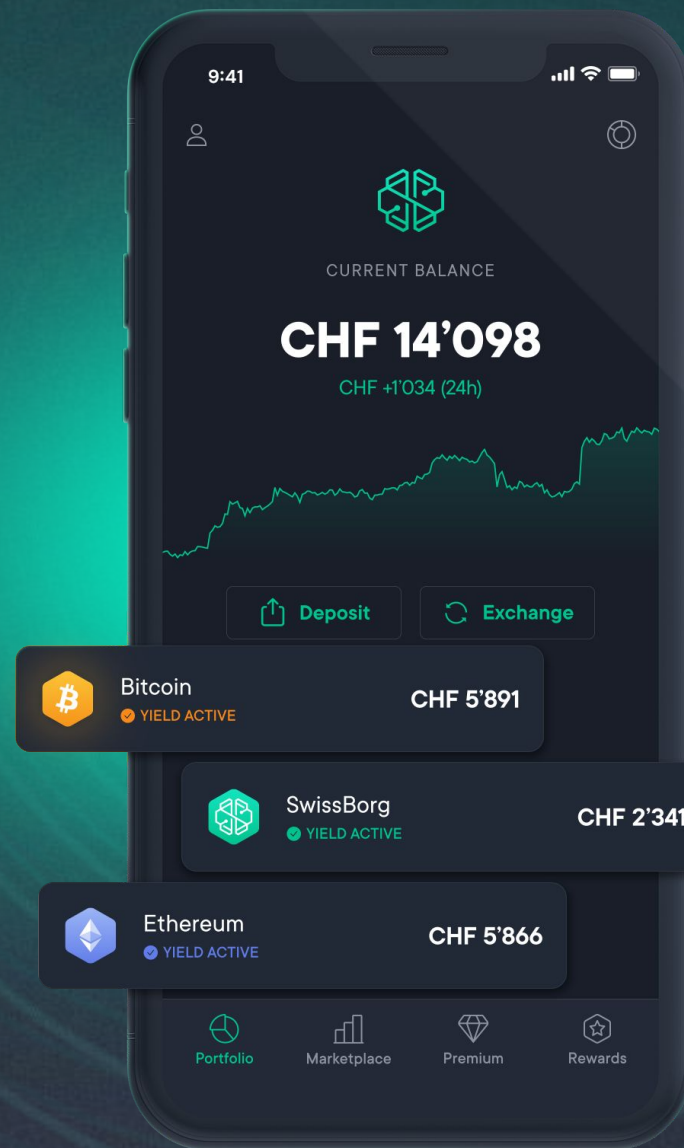 9:41
CURRENT BALANCE
CHF 14’098
CHF +1’034 (24h)
Deposit
Exchange
Bitcoin
YIELD ACTIVE
CHF 5’891
SwissBorg
YIELD ACTIVE
CHF 2’341
Ethereum
YIELD ACTIVE
CHF 5’866
Portfolio
Marketplace
Premium
Rewards